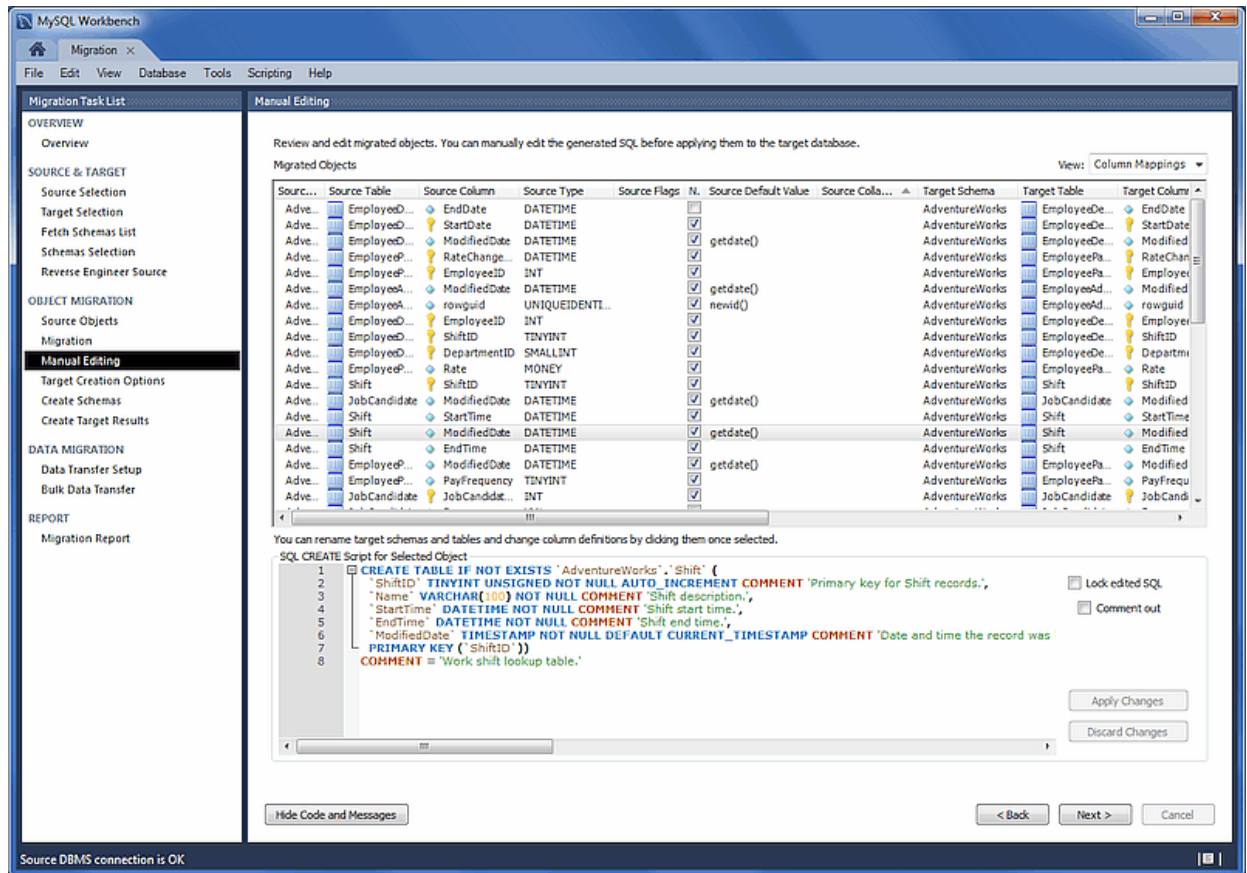 MySQL Workbench
Migration
File Edit View Database Tools Scripting Help
Migration Task List
OVERVIEW
Overview
SOURCE & TARGET
Source Selection
Target Selection
Fetch Schemas List
Schemas Selection
Reverse Engineer Source
OBJECT MIGRATION
Source Objects
Migration
Manual Editing
Target Creation Options
Create Schemas
Create Target Results
DATA MIGRATION
Data Transfer Setup
Bulk Data Transfer
REPORT
Migration Report
Manual Editing
Review and edit migrated objects. You can manually edit the generated SQL before applying them to the target database.
Migrated Objects View: Column Mappings
Sourc... Source Table Source Column Source Type Source Flags N. Source Default Value Source Colla... Target Schema Target Table Target Column
Adve... EmployeeD... EndDate DATETIME AdventureWorks EmployeeDe... EndDate
Adve... EmployeeD... StartDate DATETIME AdventureWorks EmployeeDe... StartDate
Adve... EmployeeD... ModifiedDate DATETIME getdate() AdventureWorks EmployeeDe... Modified
Adve... EmployeeP... RateChange... DATETIME AdventureWorks EmployeePa... RateChan
Adve... EmployeeP... EmployeeID INT AdventureWorks EmployeePa... Employee
Adve... EmployeeA... ModifiedDate DATETIME getdate() AdventureWorks EmployeeAd... Modified
Adve... EmployeeA... rowguid UNIQUEIDENTI... newid() AdventureWorks EmployeeAd... rowguid
Adve... EmployeeD... EmployeeID INT AdventureWorks EmployeeDe... Employee
Adve... EmployeeD... ShiftID TINYINT AdventureWorks EmployeeDe... ShiftID
Adve... EmployeeD... DepartmentID SMALLINT AdventureWorks EmployeeDe... Departme
Adve... EmployeeP... Rate MONEY AdventureWorks EmployeePa... Rate
Adve... Shift ShiftID TINYINT AdventureWorks Shift ShiftID
Adve... JobCandidate ModifiedDate DATETIME getdate() AdventureWorks JobCandidate Modified
Adve... Shift StartTime DATETIME AdventureWorks Shift StartTime
Adve... Shift ModifiedDate DATETIME getdate() AdventureWorks Shift Modified
Adve... Shift EndTime DATETIME AdventureWorks Shift EndTime
Adve... EmployeeP... ModifiedDate DATETIME getdate() AdventureWorks EmployeePa... Modified
Adve... EmployeeP... PayFrequency TINYINT AdventureWorks EmployeePa... PayFrequ
Adve... JobCandidate JobCandidat... INT AdventureWorks JobCandidate JobCandi
You can rename target schemas and tables and change column definitions by clicking them once selected.
SQL CREATE Script for Selected Object
1 CREATE TABLE IF NOT EXISTS `AdventureWorks`.`Shift` (
2 `ShiftID` TINYINT UNSIGNED NOT NULL AUTO_INCREMENT COMMENT 'Primary key for Shift records.',
3 `Name` VARCHAR(100) NOT NULL COMMENT 'Shift description.',
4 `StartTime` DATETIME NOT NULL COMMENT 'Shift start time.',
5 `EndTime` DATETIME NOT NULL COMMENT 'Shift end time.',
6 `ModifiedDate` TIMESTAMP NOT NULL DEFAULT CURRENT_TIMESTAMP COMMENT 'Date and time the record was
7 PRIMARY KEY (`ShiftID`))
8 COMMENT = 'Work shift lookup table.'
Lock edited SQL
Comment out
Apply Changes
Discard Changes
Hide Code and Messages < Back Next > Cancel
Source DBMS connection is OK